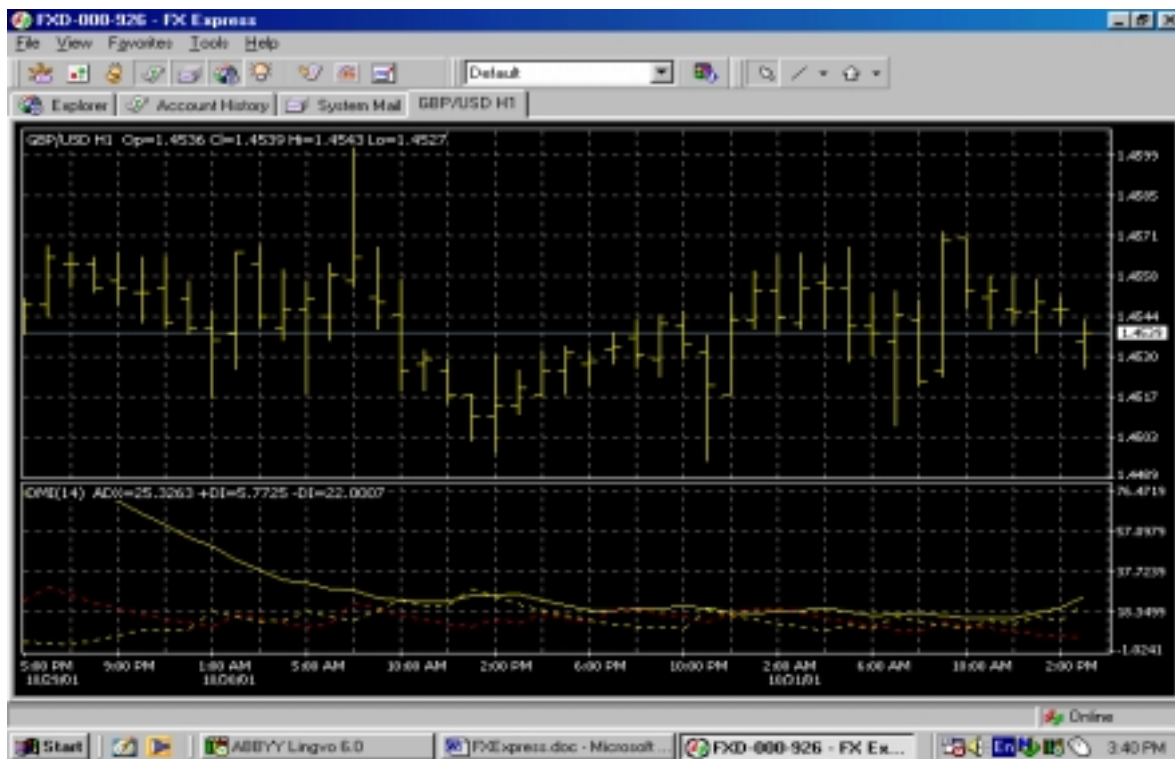 FXD-000-926 - FX Express
File View Favorites Tools Help
Default
Explorer Account History System Mail GBP/USD H1
GBP/USD H1 Op=1.4536 Cl=1.4539 Hi=1.4543 Lo=1.4527
1.4599
1.4585
1.4571
1.4558
1.4544
1.4539
1.4530
1.4517
1.4502
1.4489
DMI(14) ADX=25.3263 +DI=5.7725 -DI=22.0007
76.4719
57.0979
37.7239
18.3499
-1.0241
5:00 PM 9:00 PM 1:00 AM 5:00 AM 10:00 AM 2:00 PM 6:00 PM 10:00 PM 2:00 AM 6:00 AM 10:00 AM 2:00 PM
10/29/01 10/30/01 10/31/01
Online
Start ABBYY Lingvo 6.0 FXExpress.doc - Microsoft ... FXD-000-926 - FX Ex... En 3:40 PM